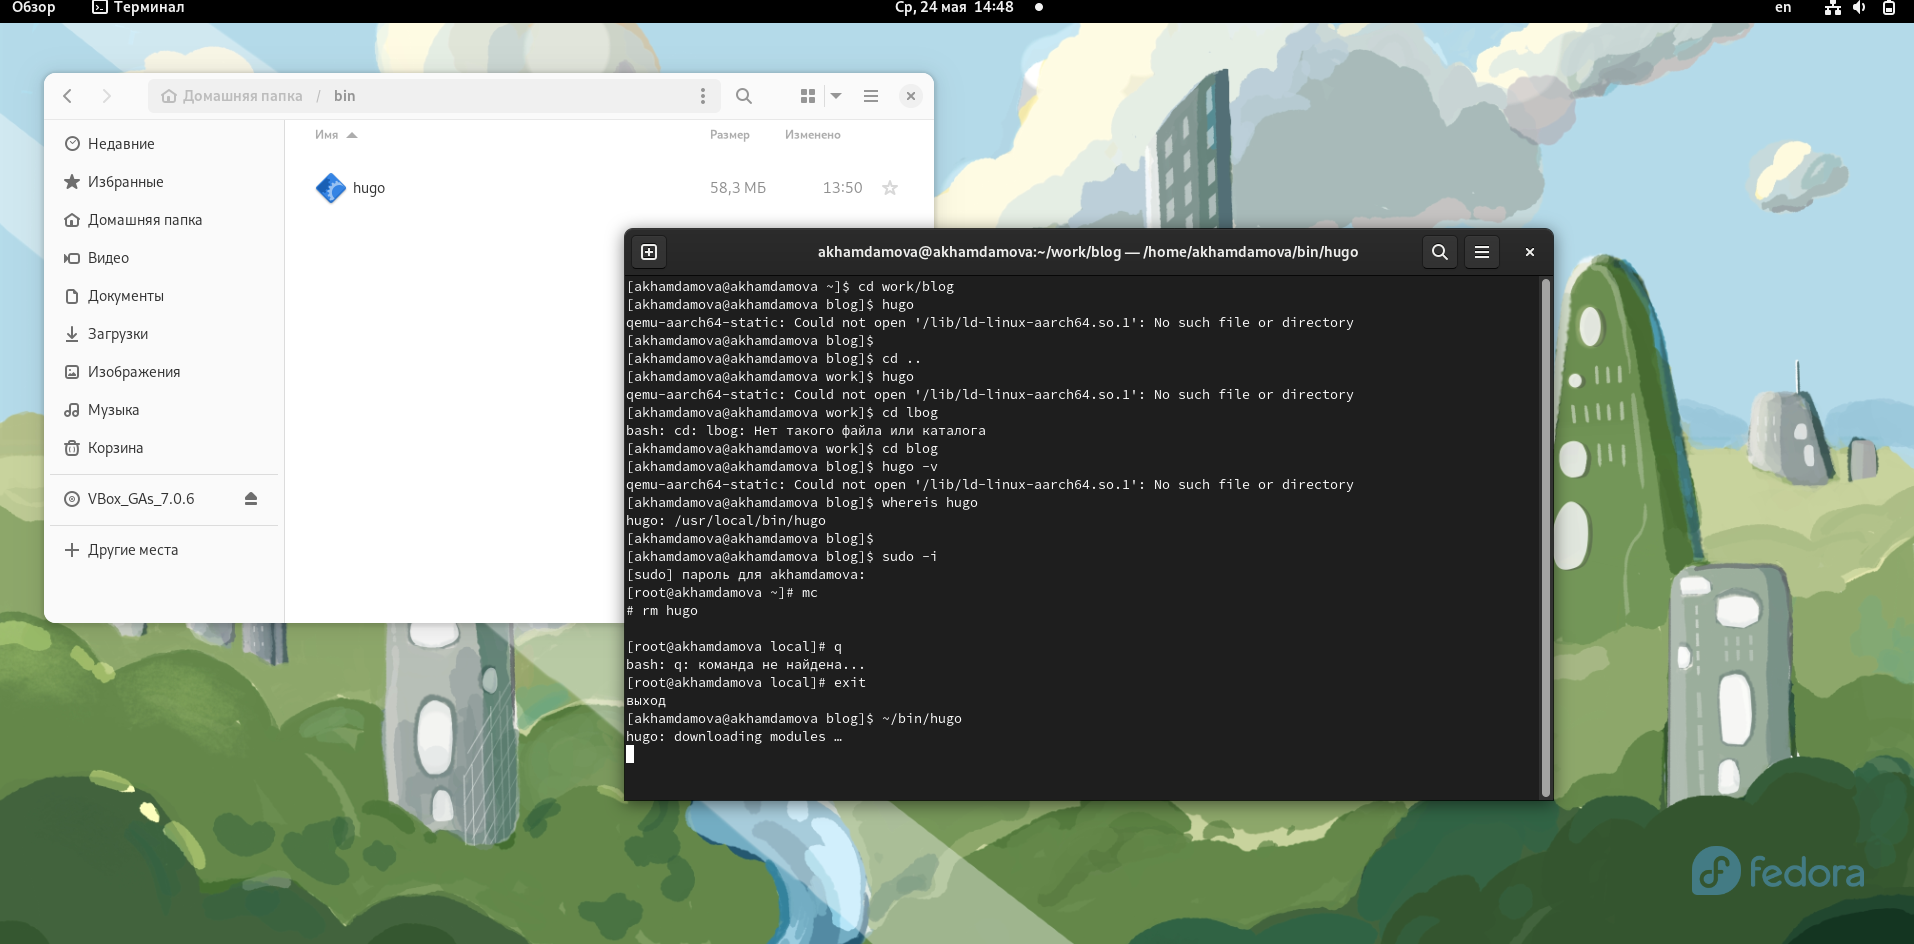 Обзор
Терминал
Ср, 24 мая 14:48
en
Домашняя папка / bin
Имя
Размер
Изменено
hugo
58,3 МБ
13:50
Недавние
Избранные
Домашняя папка
Видео
Документы
Загрузки
Изображения
Музыка
Корзина
VBox_GAs_7.0.6
Другие места
akhamdamova@akhamdamova:~/work/blog — /home/akhamdamova/bin/hugo
[akhamdamova@akhamdamova ~]$ cd work/blog
[akhamdamova@akhamdamova blog]$ hugo
qemu-aarch64-static: Could not open '/lib/ld-linux-aarch64.so.1': No such file or directory
[akhamdamova@akhamdamova blog]$
[akhamdamova@akhamdamova blog]$ cd ..
[akhamdamova@akhamdamova work]$ hugo
qemu-aarch64-static: Could not open '/lib/ld-linux-aarch64.so.1': No such file or directory
[akhamdamova@akhamdamova work]$ cd lbog
bash: cd: lbog: Нет такого файла или каталога
[akhamdamova@akhamdamova work]$ cd blog
[akhamdamova@akhamdamova blog]$ hugo -v
qemu-aarch64-static: Could not open '/lib/ld-linux-aarch64.so.1': No such file or directory
[akhamdamova@akhamdamova blog]$ whereis hugo
hugo: /usr/local/bin/hugo
[akhamdamova@akhamdamova blog]$
[akhamdamova@akhamdamova blog]$ sudo -i
[sudo] пароль для akhamdamova:
[root@akhamdamova ~]# mc
# rm hugo
[root@akhamdamova local]# q
bash: q: команда не найдена...
[root@akhamdamova local]# exit
выход
[akhamdamova@akhamdamova blog]$ ~/bin/hugo
hugo: downloading modules …
fedora